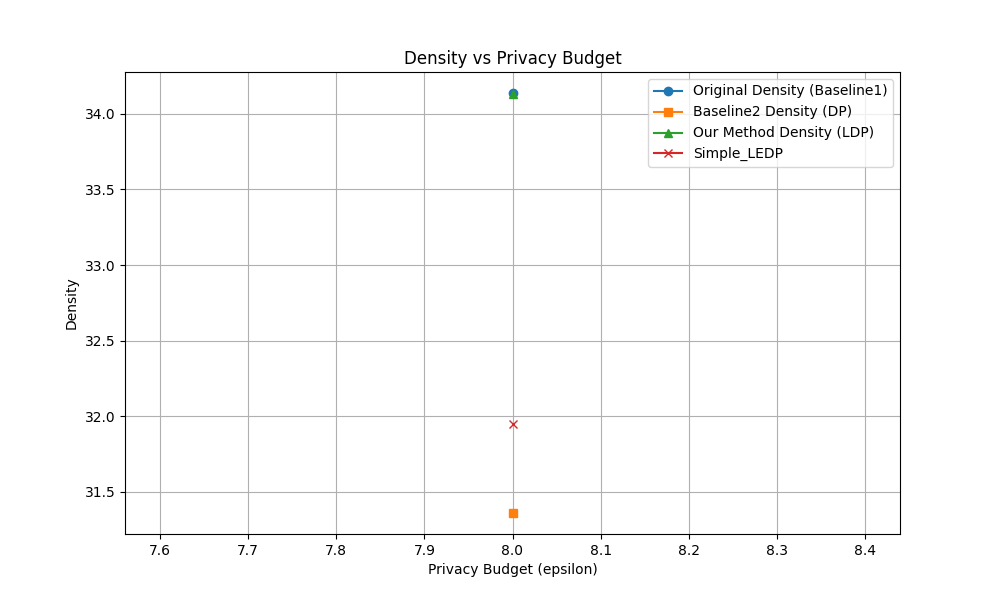 Density vs Privacy Budget
Original Density (Baseline1)
Baseline2 Density (DP)
Our Method Density (LDP)
Simple_LEDP
34.0
33.5
33.0
32.5
32.0
31.5
Density
7.6 7.7 7.8 7.9 8.0 8.1 8.2 8.3 8.4
Privacy Budget (epsilon)